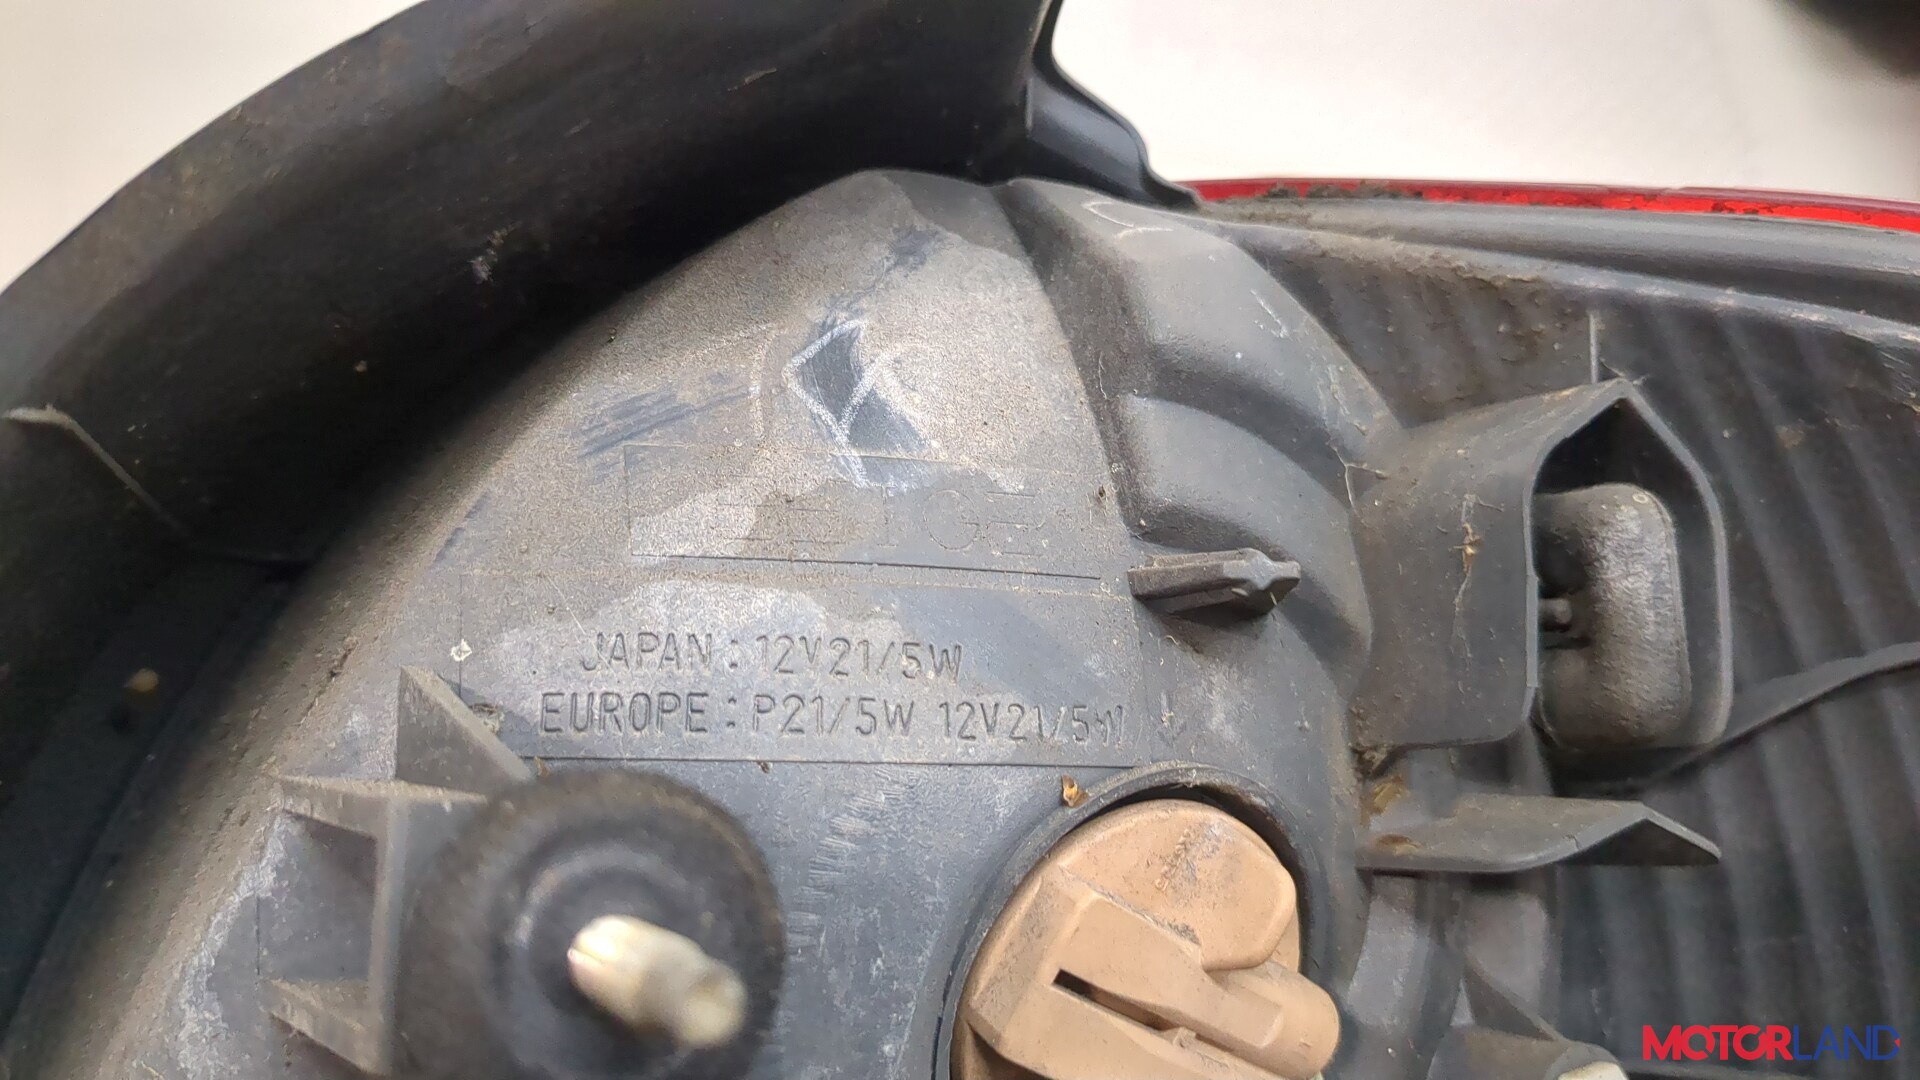 JAPAN : 12V21/5W
EUROPE : P21/5W 12V21/5W
MOTORLAND